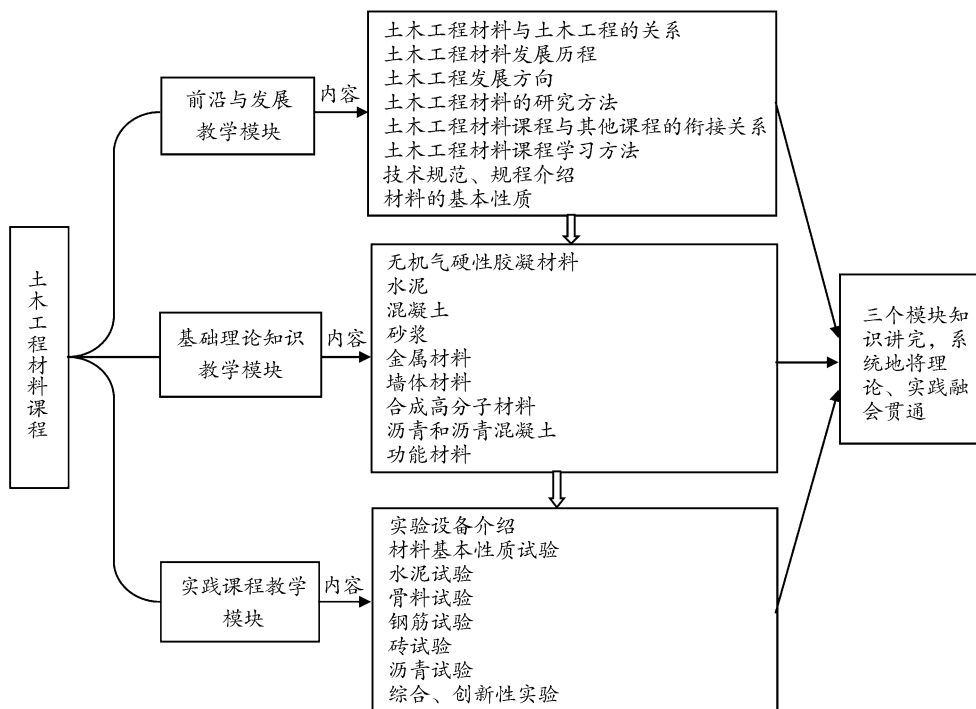 土木工程材料课程
前沿与发展
教学模块
内容
土木工程材料与土木工程的关系
土木工程材料发展历程
土木工程发展方向
土木工程材料的研究方法
土木工程材料课程与其他课程的衔接关系
土木工程材料课程学习方法
技术规范、规程介绍
材料的基本性质
基础理论知识
教学模块
内容
无机气硬性胶凝材料
水泥
混凝土
砂浆
金属材料
墙体材料
合成高分子材料
沥青和沥青混凝土
功能材料
实践课程教学
模块
内容
实验设备介绍
材料基本性质试验
水泥试验
骨料试验
钢筋试验
砖试验
沥青试验
综合、创新性实验
三个模块知
识讲完，系
统地将理
论、实践融
会贯通